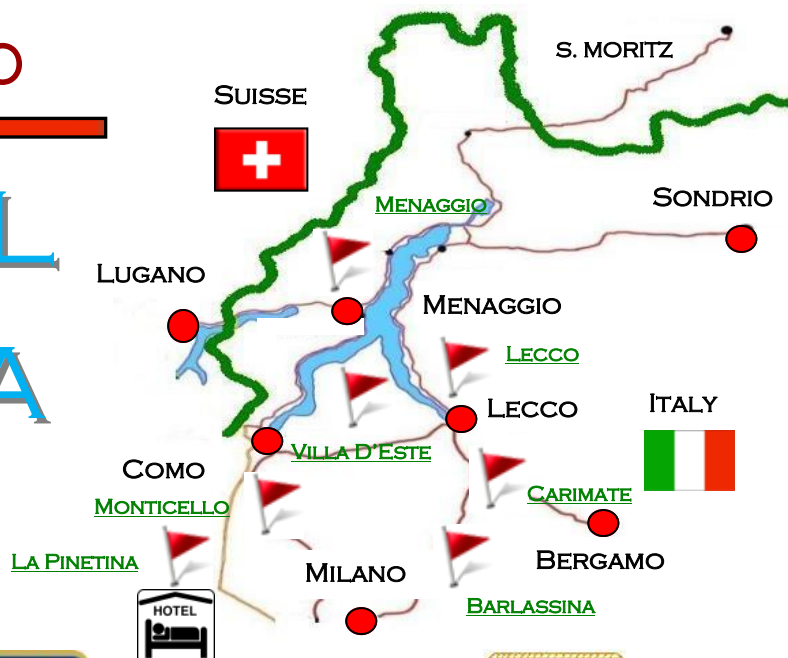 O
S. MORITZ
SUISSE
L
MENAGGIO
SONDRIO
LUGANO
MENAGGIO
A
LECCO
LECCO
ITALY
VILLA D'ESTE
COMO
MONTICELLO
CARIMATE
LA PINETINA
BERGAMO
MILANO
HOTEL
BARLASSINA